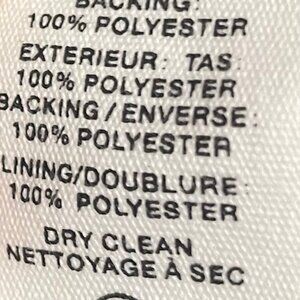 BACKING:
100% POLYESTER
EXTERIEUR: TAS:
100% POLYESTER
BACKING/ENVERSE:
100% POLYESTER
LINING/DOUBLURE:
100% POLYESTER
DRY CLEAN
NETTOYAGE À SEC